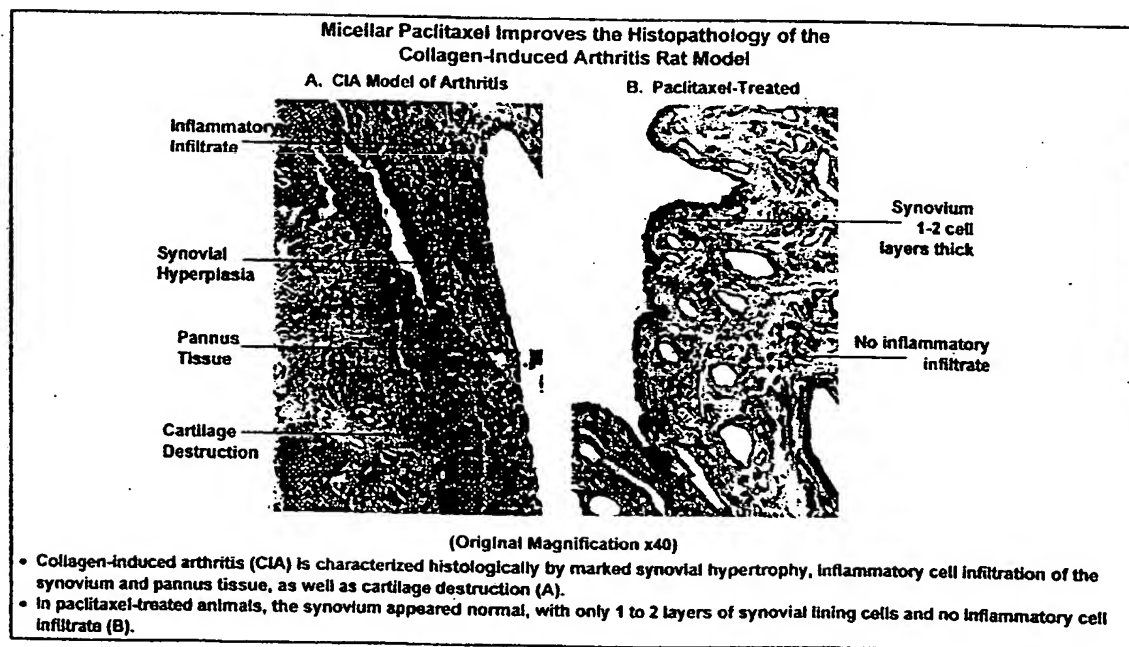 Micellar Paclitaxel Improves the Histopathology of the
Collagen-Induced Arthritis Rat Model
A. CIA Model of Arthritis
B. Paclitaxel-Treated
Inflammatory
Infiltrate
Synovial
Hyperplasia
Pannus
Tissue
Cartilage
Destruction
Synovium
1-2 cell
layers thick
No inflammatory
infiltrate
(Original Magnification x40)
• Collagen-induced arthritis (CIA) is characterized histologically by marked synovial hypertrophy, inflammatory cell infiltration of the
synovium and pannus tissue, as well as cartilage destruction (A).
• In paclitaxel-treated animals, the synovium appeared normal, with only 1 to 2 layers of synovial lining cells and no inflammatory cell
infiltrate (B).